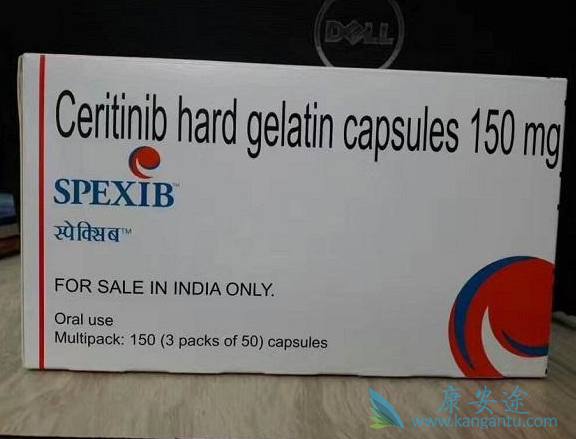 DELL
Ceritinib hard gelatin capsules 150 mg
SPEXIB™
स्पेक्सिब™
FOR SALE IN INDIA ONLY.
Oral use
Multipack: 150 (3 packs of 50) capsules
康安途
www.kangantu.com